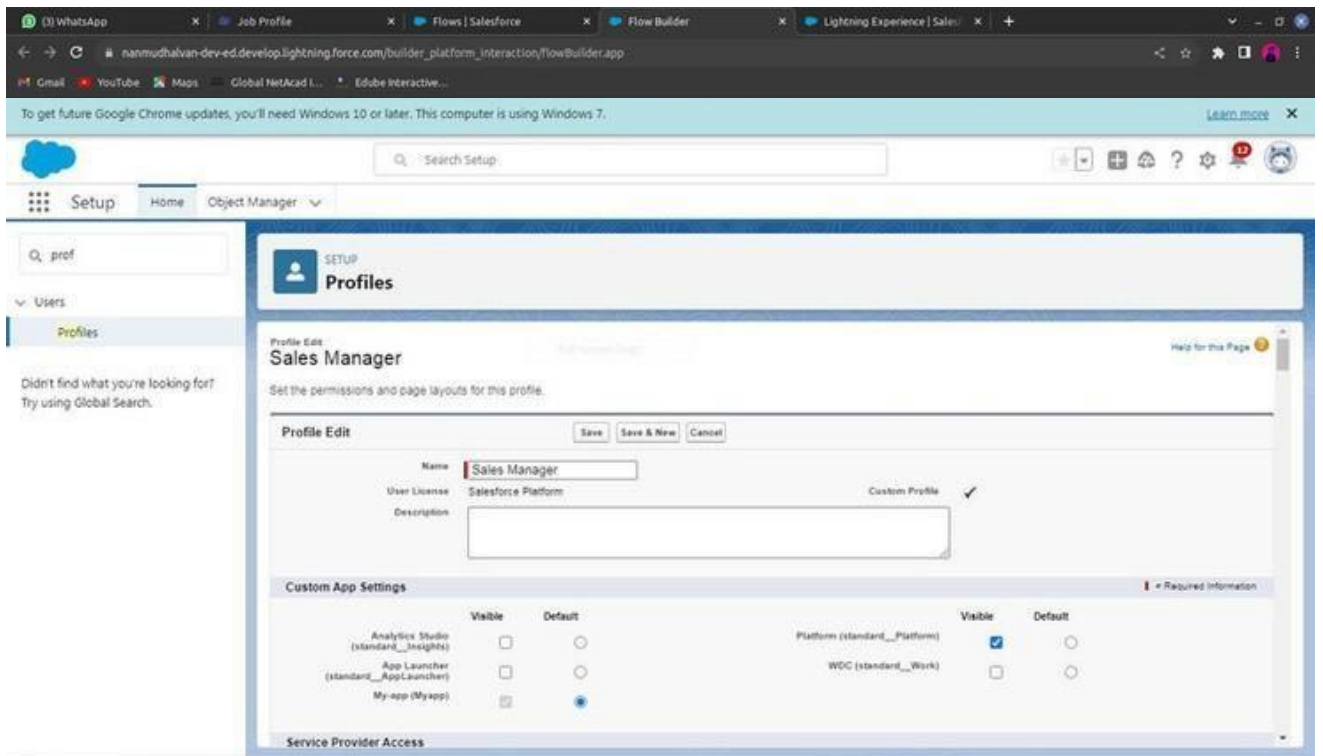 (3) WhatsApp
Job Profile
Flows | Salesforce
Flow Builder
Lightning Experience | Sales
nanmudhalvan-dev-ed.develop.lightning.force.com/builder_platform_interaction/flowBuilder.app
Gmail YouTube Maps Global NetAcad I... Edube Interactive...
To get future Google Chrome updates, you'll need Windows 10 or later. This computer is using Windows 7.
Learn more
Search Setup
12
Setup Home Object Manager
prof
Users
Profiles
Didn't find what you're looking for?
Try using Global Search.
SETUP
Profiles
Profile Edit
Sales Manager
Help for this Page
Set the permissions and page layouts for this profile.
Profile Edit Save Save & New Cancel
Name Sales Manager
User License Salesforce Platform Custom Profile
Description
Custom App Settings = Required Information
Visible Default Visible Default
Analytics Studio
(standard__Insights)
Platform (standard__Platform)
App Launcher
(standard__AppLauncher)
WDC (standard__Work)
My-app (Myapp)
Service Provider Access